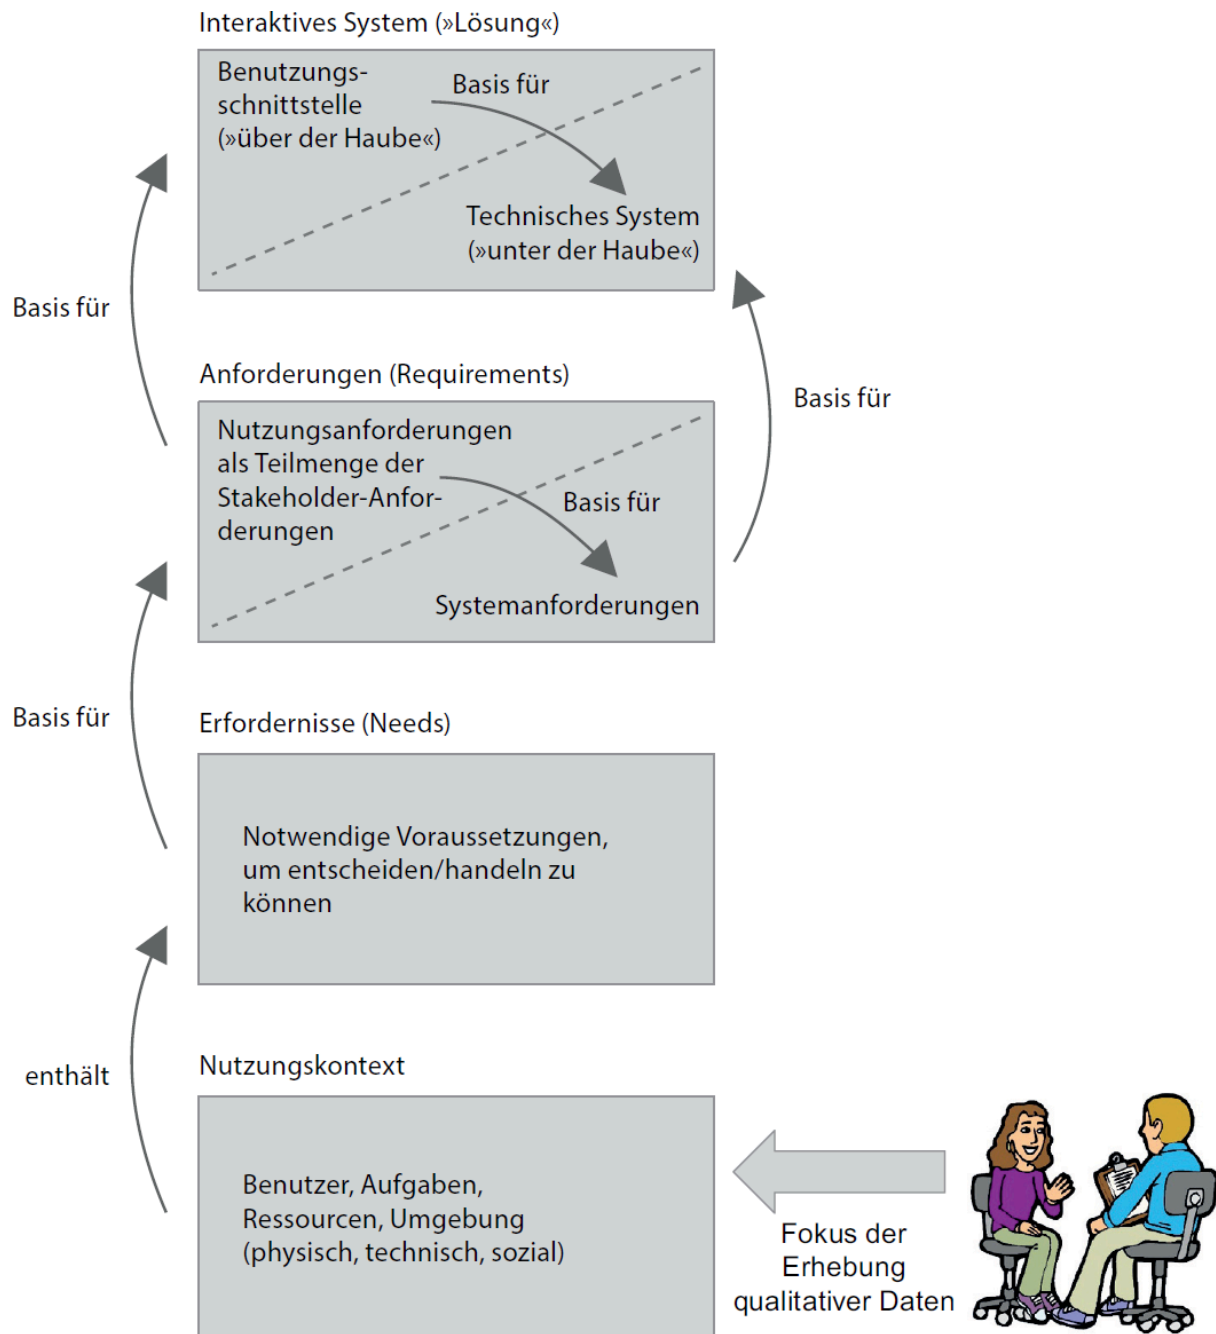 Interaktives System (»Lösung«)
Benutzungs-
schnittstelle
(»über der Haube«)
Basis für
Technisches System
(»unter der Haube«)
Basis für
Anforderungen (Requirements)
Basis für
Nutzungsanforderungen
als Teilmenge der
Stakeholder-Anfor-
derungen
Basis für
Systemanforderungen
Basis für
Erfordernisse (Needs)
Notwendige Voraussetzungen,
um entscheiden/handeln zu
können
enthält
Nutzungskontext
Benutzer, Aufgaben,
Ressourcen, Umgebung
(physisch, technisch, sozial)
Fokus der
Erhebung
qualitativer Daten